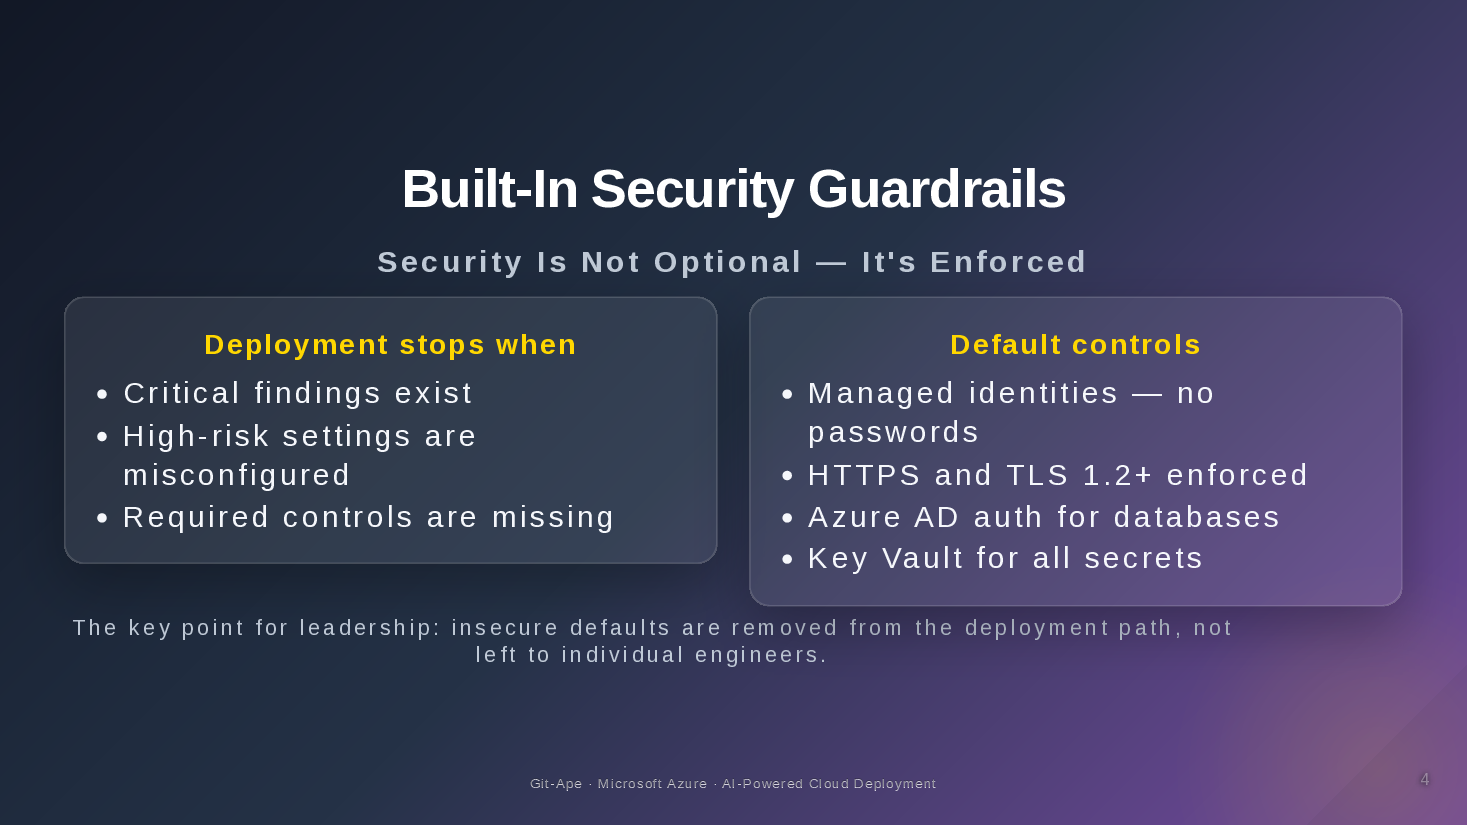 Built-In Security Guardrails
Security Is Not Optional — It's Enforced
Deployment stops when
• Critical findings exist
• High-risk settings are
misconfigured
• Required controls are missing
Default controls
• Managed identities — no
passwords
• HTTPS and TLS 1.2+ enforced
• Azure AD auth for databases
• Key Vault for all secrets
The key point for leadership: insecure defaults are removed from the deployment path, not
left to individual engineers.
Git-Ape · Microsoft Azure · AI-Powered Cloud Deployment
4